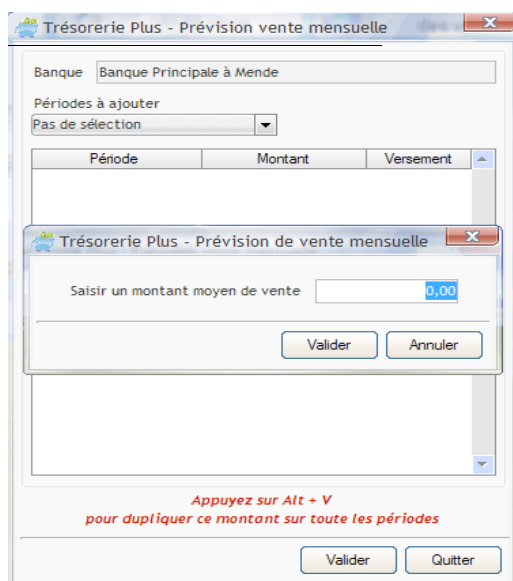 Trésorerie Plus - Prévision vente mensuelle
Banque Banque Principale à Mende
Périodes à ajouter
Pas de sélection
Période Montant Versement
Trésorerie Plus - Prévision de vente mensuelle
Saisir un montant moyen de vente 0,00
Valider Annuler
Appuyez sur Alt + V
pour dupliquer ce montant sur toute les périodes
Valider Quitter